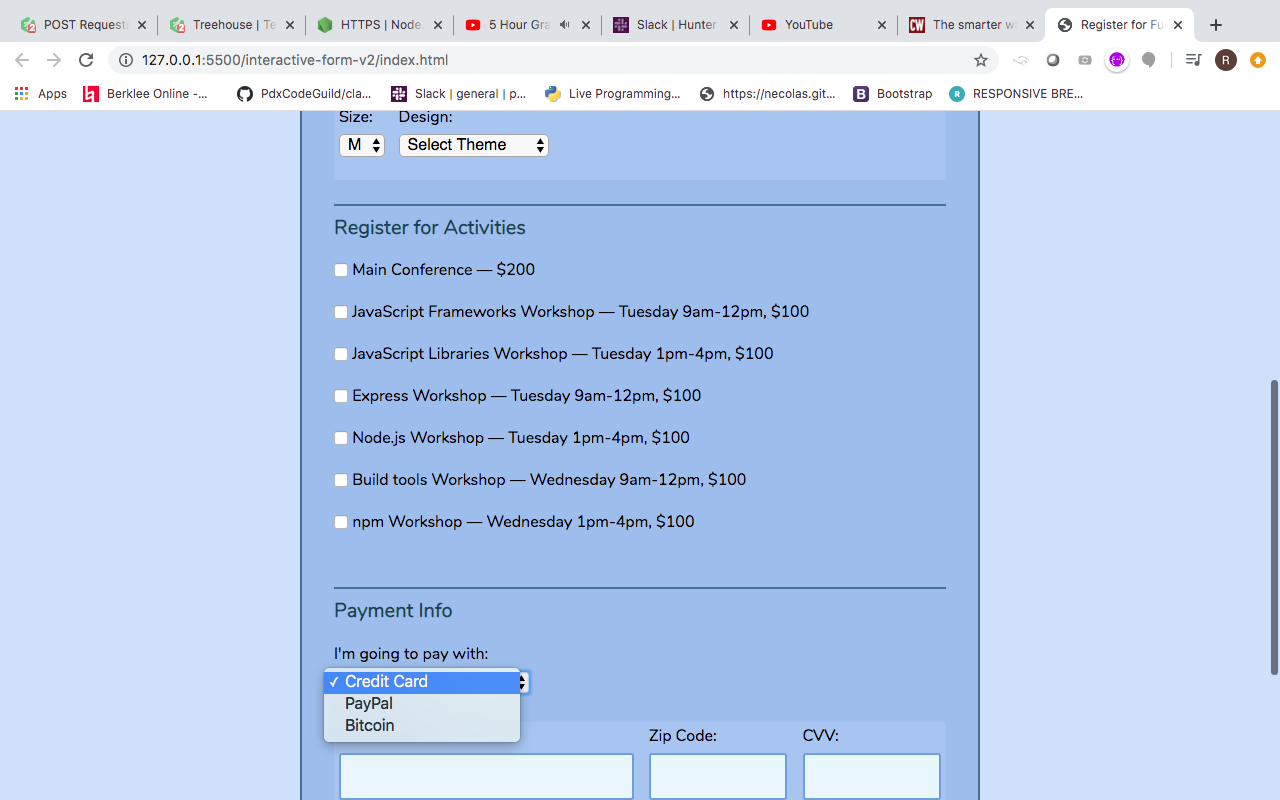 POST Request
Treehouse | Te
HTTPS | Node.
5 Hour Gra
Slack | Hunter
YouTube
CW
The smarter w
Register for Fu
127.0.0.1:5500/interactive-form-v2/index.html
R
Apps
Berklee Online -...
PdxCodeGuild/cla...
Slack | general | p...
Live Programming...
https://necolas.git...
B
Bootstrap
R
RESPONSIVE BRE...
Size:
Design:
M
Select Theme
Register for Activities
Main Conference — $200
JavaScript Frameworks Workshop — Tuesday 9am-12pm, $100
JavaScript Libraries Workshop — Tuesday 1pm-4pm, $100
Express Workshop — Tuesday 9am-12pm, $100
Node.js Workshop — Tuesday 1pm-4pm, $100
Build tools Workshop — Wednesday 9am-12pm, $100
npm Workshop — Wednesday 1pm-4pm, $100
Payment Info
I'm going to pay with:
✓ Credit Card
PayPal
Bitcoin
Zip Code:
CVV: